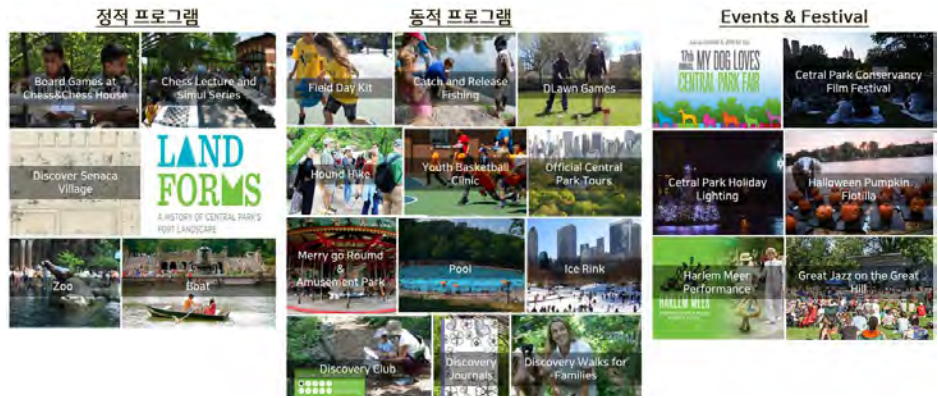 정적 프로그램
Board Games at
Chess&Chess House
Chess Lecture and
Simul Series
Discover Senaca
Village
LAND
FORMS
A HISTORY OF CENTRAL PARK'S
PORT LANDSCAPE
Zoo
Boat
동적 프로그램
Field Day Kit
Catch and Release
Fishing
DLawn Games
Hound Hike
Youth Basketball
Clinic
Official Central
Park Tours
Merry go Round
&
Amusement Park
Pool
Ice Rink
Discovery Club
Discovery
Journals
Discovery Walks for
Families
Events & Festival
MY DOG LOVES
CENTRAL PARK FAIR
Cetral Park Conservancy
Film Festival
Cetral Park Holiday
Lighting
Halloween Pumpkin
Flotilla
Harlem Meer
Performance
HARLEM MEER
Great Jazz on the Great
Hill